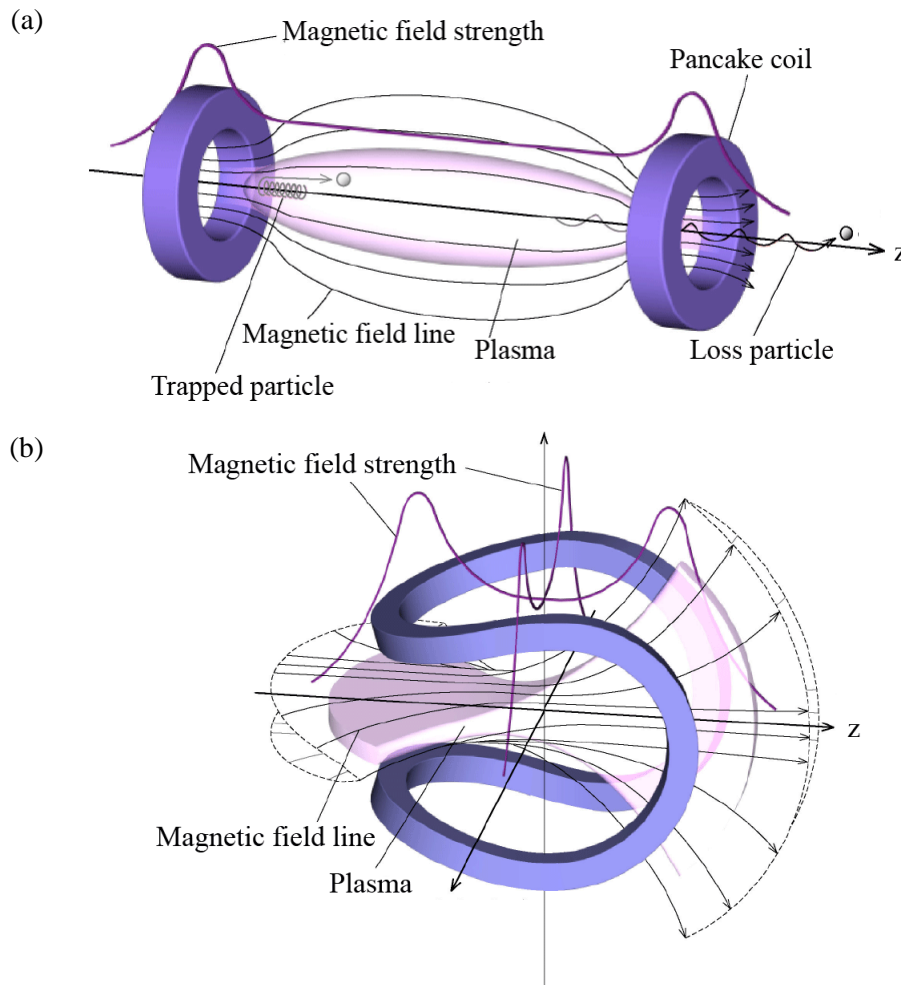 (a)
Magnetic field strength
Pancake coil
z
Magnetic field line
Plasma
Loss particle
Trapped particle
(b)
Magnetic field strength
z
Magnetic field line
Plasma